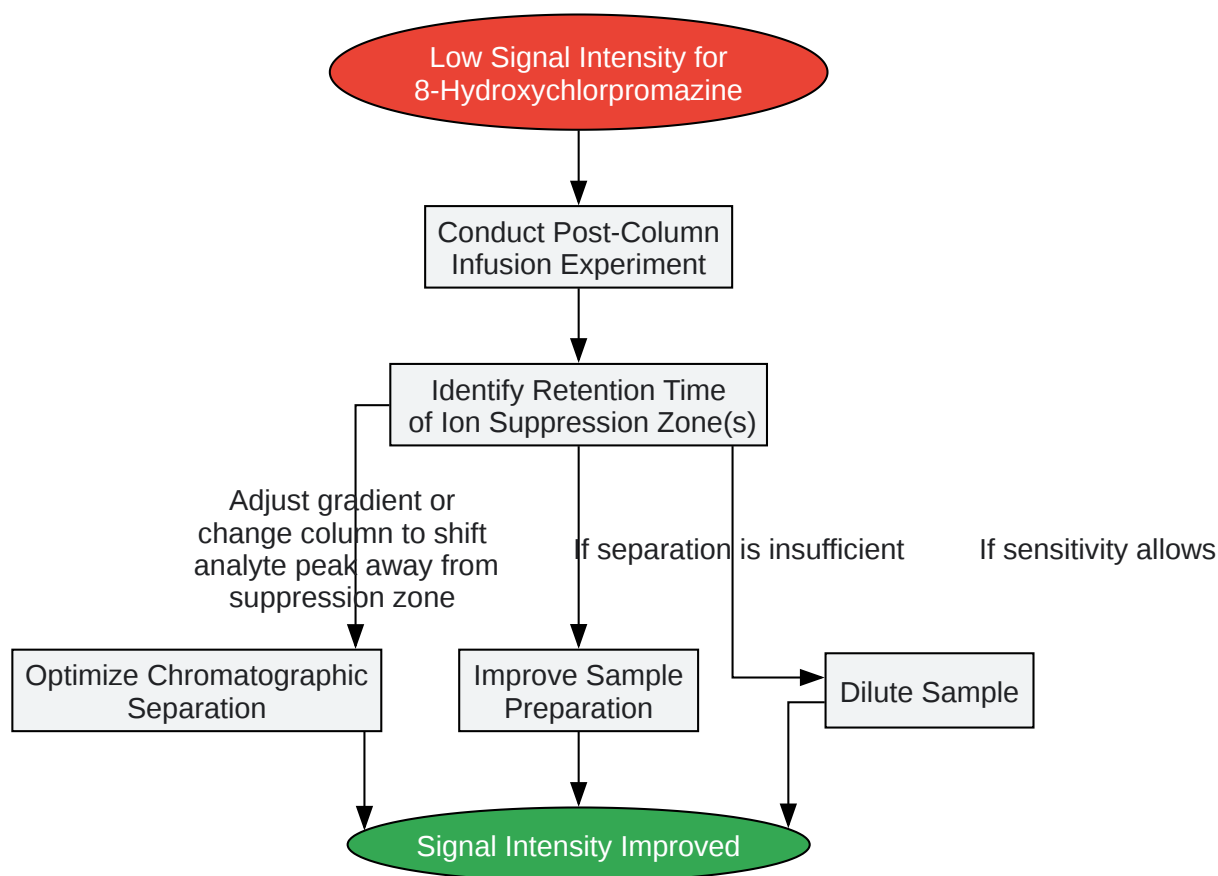 Low Signal Intensity for
8-Hydroxychlorpromazine
Conduct Post-Column
Infusion Experiment
Identify Retention Time
of Ion Suppression Zone(s)
Adjust gradient or
change column to shift
analyte peak away from
suppression zone
If separation is insufficient
If sensitivity allows
Optimize Chromatographic
Separation
Improve Sample
Preparation
Dilute Sample
Signal Intensity Improved